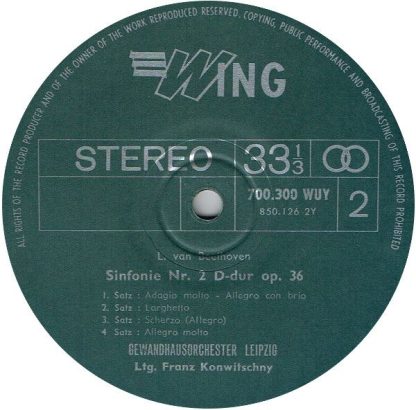 ALL RIGHTS OF THE RECORD PRODUCER AND OF THE OWNER OF THE WORK REPRODUCED RESERVED. COPYING, PUBLIC PERFORMANCE AND BROADCASTING OF THIS RECORD PROHIBITED
WING
STEREO 33 1/3
700.300 WUY
850.126 2Y
2
L. van Beethoven
Sinfonie Nr. 2 D-dur op. 36
1. Satz : Adagio molto - Allegro con brio
2. Satz : Larghetto
3. Satz : Scherzo (Allegro)
4 Satz : Allegro molto
GEWANDHAUSORCHESTER LEIPZIG
Ltg. Franz Konwitschny